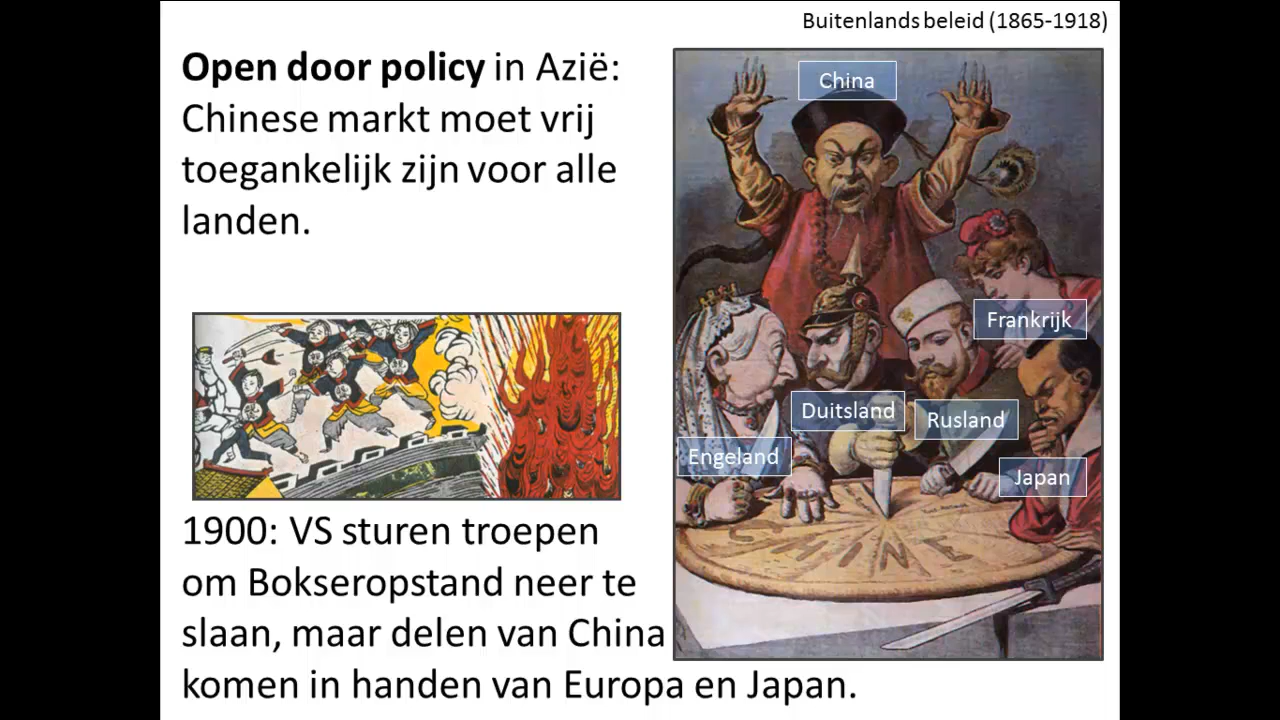 Buitenlands beleid (1865-1918)
Open door policy in Azië:
Chinese markt moet vrij
toegankelijk zijn voor alle
landen.
China
Frankrijk
Duitsland
Rusland
Engeland
Japan
CHINE
1900: VS sturen troepen
om Bokseropstand neer te
slaan, maar delen van China
komen in handen van Europa en Japan.